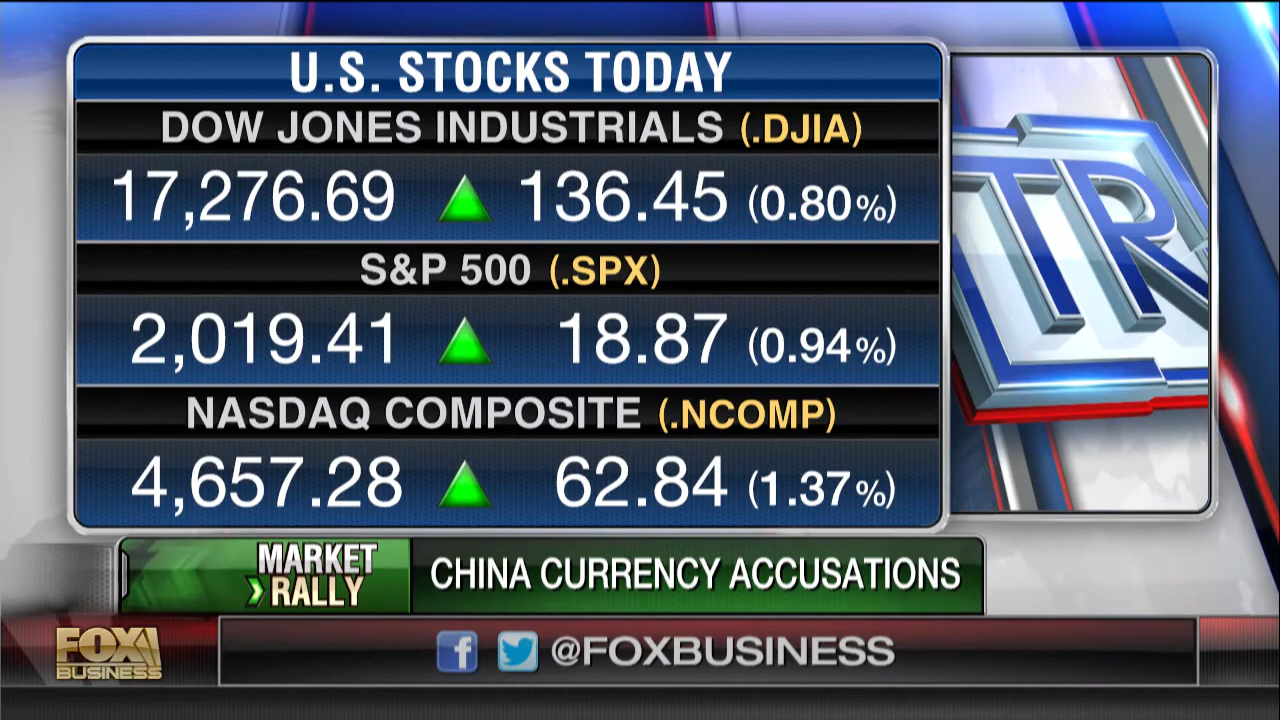 U.S. STOCKS TODAY
DOW JONES INDUSTRIALS (.DJIA)
17,276.69 ▲ 136.45 (0.80%)
S&P 500 (.SPX)
2,019.41 ▲ 18.87 (0.94%)
NASDAQ COMPOSITE (.NCOMP)
4,657.28 ▲ 62.84 (1.37%)
TR
MARKET
RALLY
CHINA CURRENCY ACCUSATIONS
FOX
BUSINESS
@FOXBUSINESS